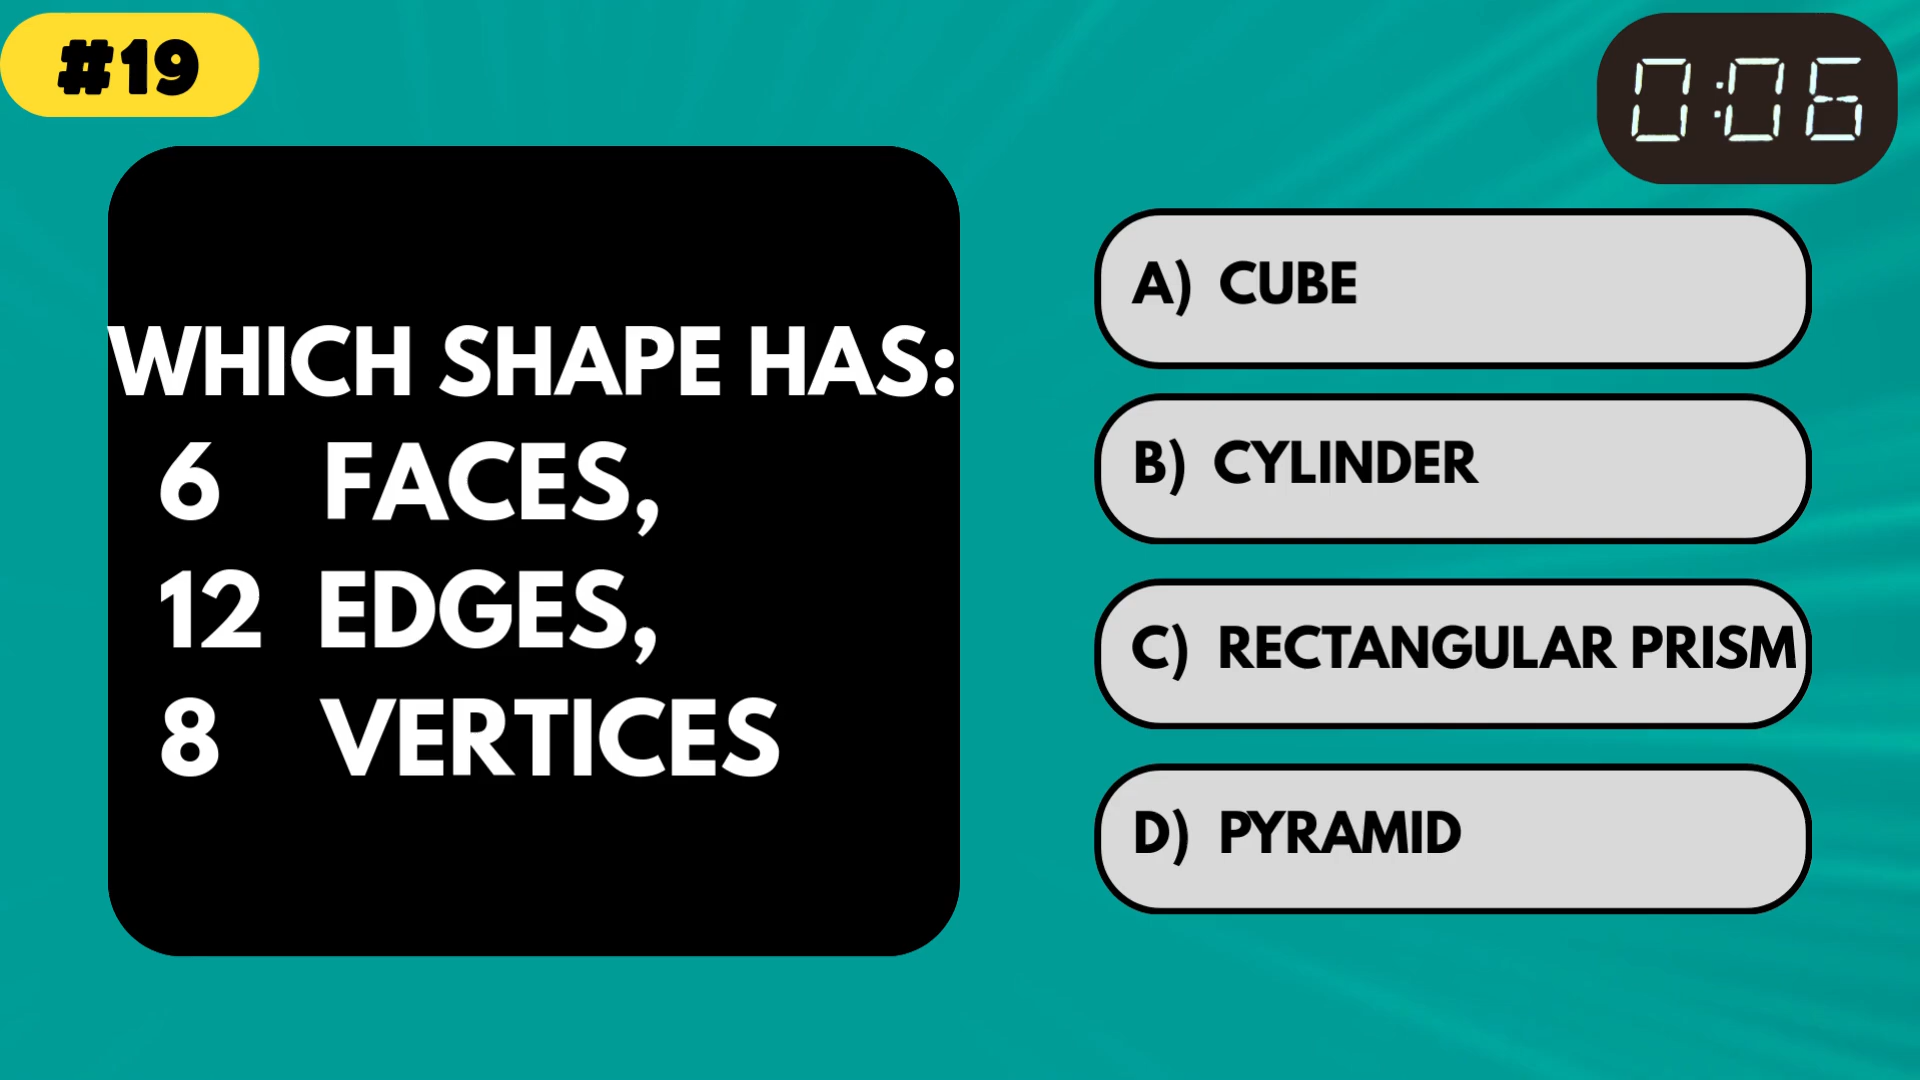 #19
0:06
WHICH SHAPE HAS:
6 FACES,
12 EDGES,
8 VERTICES
A) CUBE
B) CYLINDER
C) RECTANGULAR PRISM
D) PYRAMID